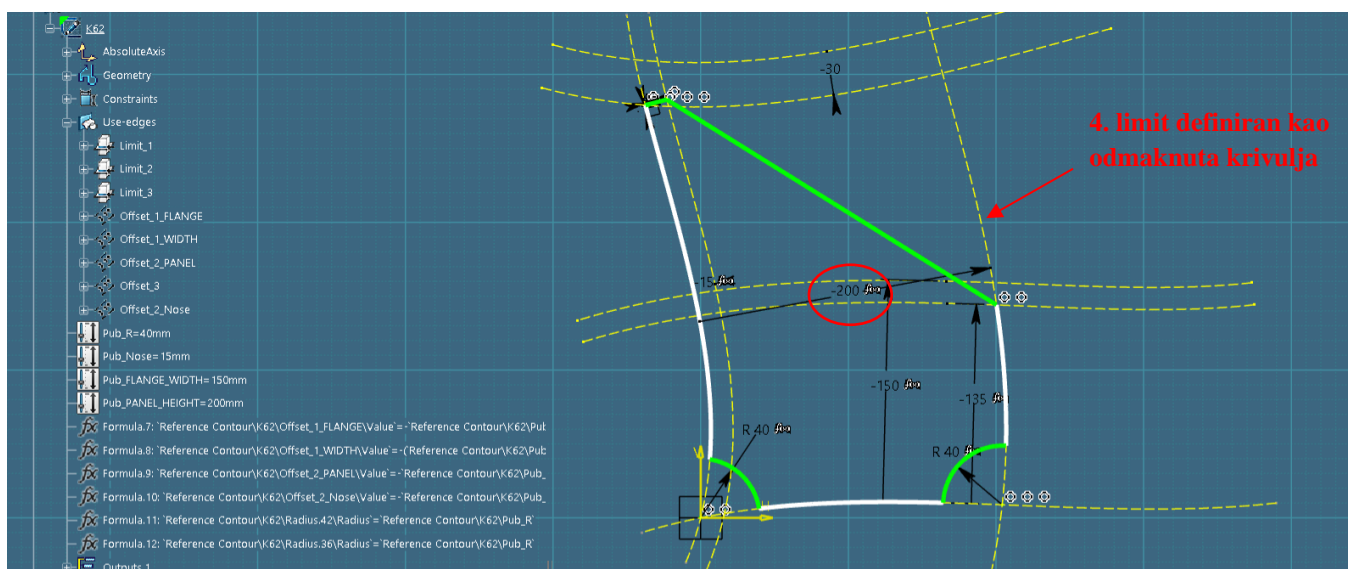 K62
AbsoluteAxis
Geometry
Constraints
Use-edges
Limit_1
Limit_2
Limit_3
Offset_1_FLANGE
Offset_1_WIDTH
Offset_2_PANEL
Offset_3
Offset_2_Nose
Pub_R=40mm
Pub_Nose=15mm
Pub_FLANGE_WIDTH=150mm
Pub_PANEL_HEIGHT=200mm
Formula.7: `Reference Contour\K62\Offset_1_FLANGE\Value`=-`Reference Contour\K62\Pub
Formula.8: `Reference Contour\K62\Offset_1_WIDTH\Value`=-(`Reference Contour\K62\Pub
Formula.9: `Reference Contour\K62\Offset_2_PANEL\Value`=-`Reference Contour\K62\Pub_
Formula.10: `Reference Contour\K62\Offset_2_Nose\Value`=-`Reference Contour\K62\Pub_
Formula.11: `Reference Contour\K62\Radius.42\Radius`=`Reference Contour\K62\Pub_R`
Formula.12: `Reference Contour\K62\Radius.36\Radius`=`Reference Contour\K62\Pub_R`
Outputs.1
-30
4. limit definiran kao
odmaknuta krivulja
-15 f(x)
-200 f(x)
-150 f(x)
-135 f(x)
R 40 f(x)
R 40 f(x)
H